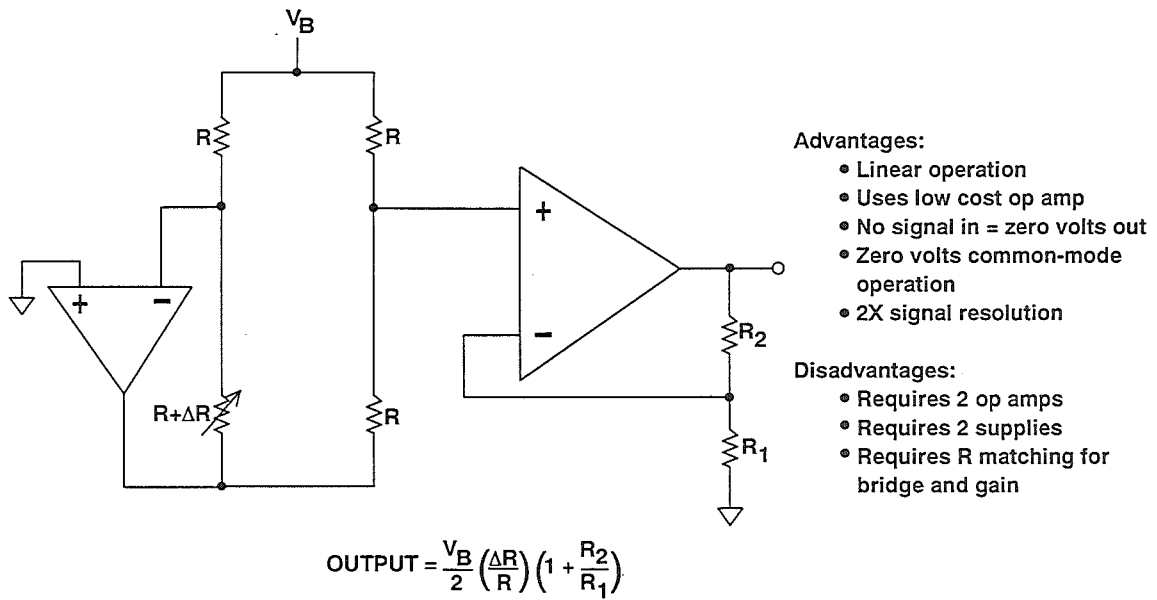 VB
R
R
+
−
+
−
R+ΔR
R
R2
R1
Advantages:
• Linear operation
• Uses low cost op amp
• No signal in = zero volts out
• Zero volts common-mode
operation
• 2X signal resolution
Disadvantages:
• Requires 2 op amps
• Requires 2 supplies
• Requires R matching for
bridge and gain
OUTPUT = VB/2 (ΔR/R) (1 + R2/R1)